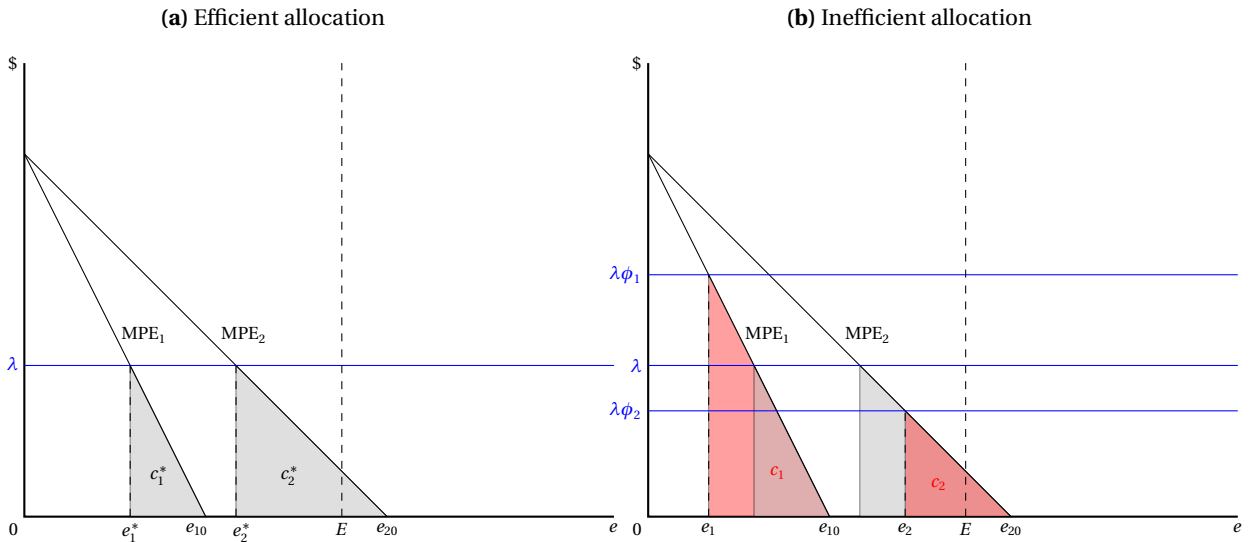 (a) Efficient allocation
$
MPE₁ MPE₂
λ
c₁* c₂*
0 e₁* e₁₀ e₂* E e₂₀ e
(b) Inefficient allocation
$
λϕ₁
MPE₁ MPE₂
λ
λϕ₂
c₁ c₂
0 e₁ e₁₀ e₂ E e₂₀ e